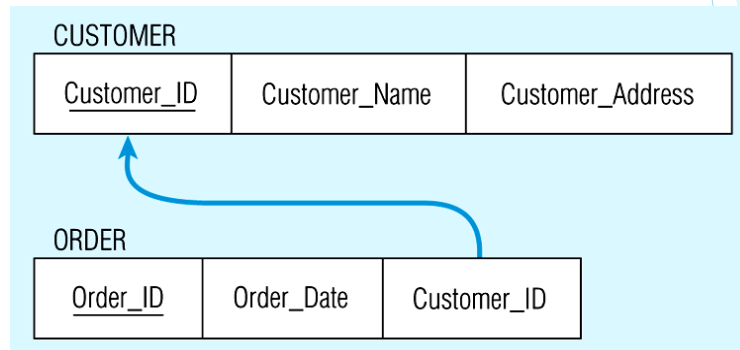 CUSTOMER
Customer_ID Customer_Name Customer_Address
ORDER
Order_ID Order_Date Customer_ID